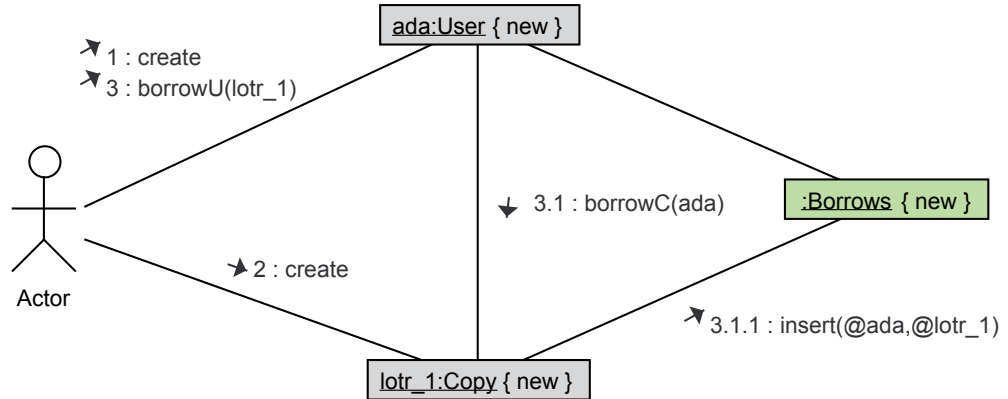 ada:User { new }
1 : create
3 : borrowU(lotr_1)
:Borrows { new }
3.1 : borrowC(ada)
2 : create
Actor
3.1.1 : insert(@ada,@lotr_1)
lotr_1:Copy { new }